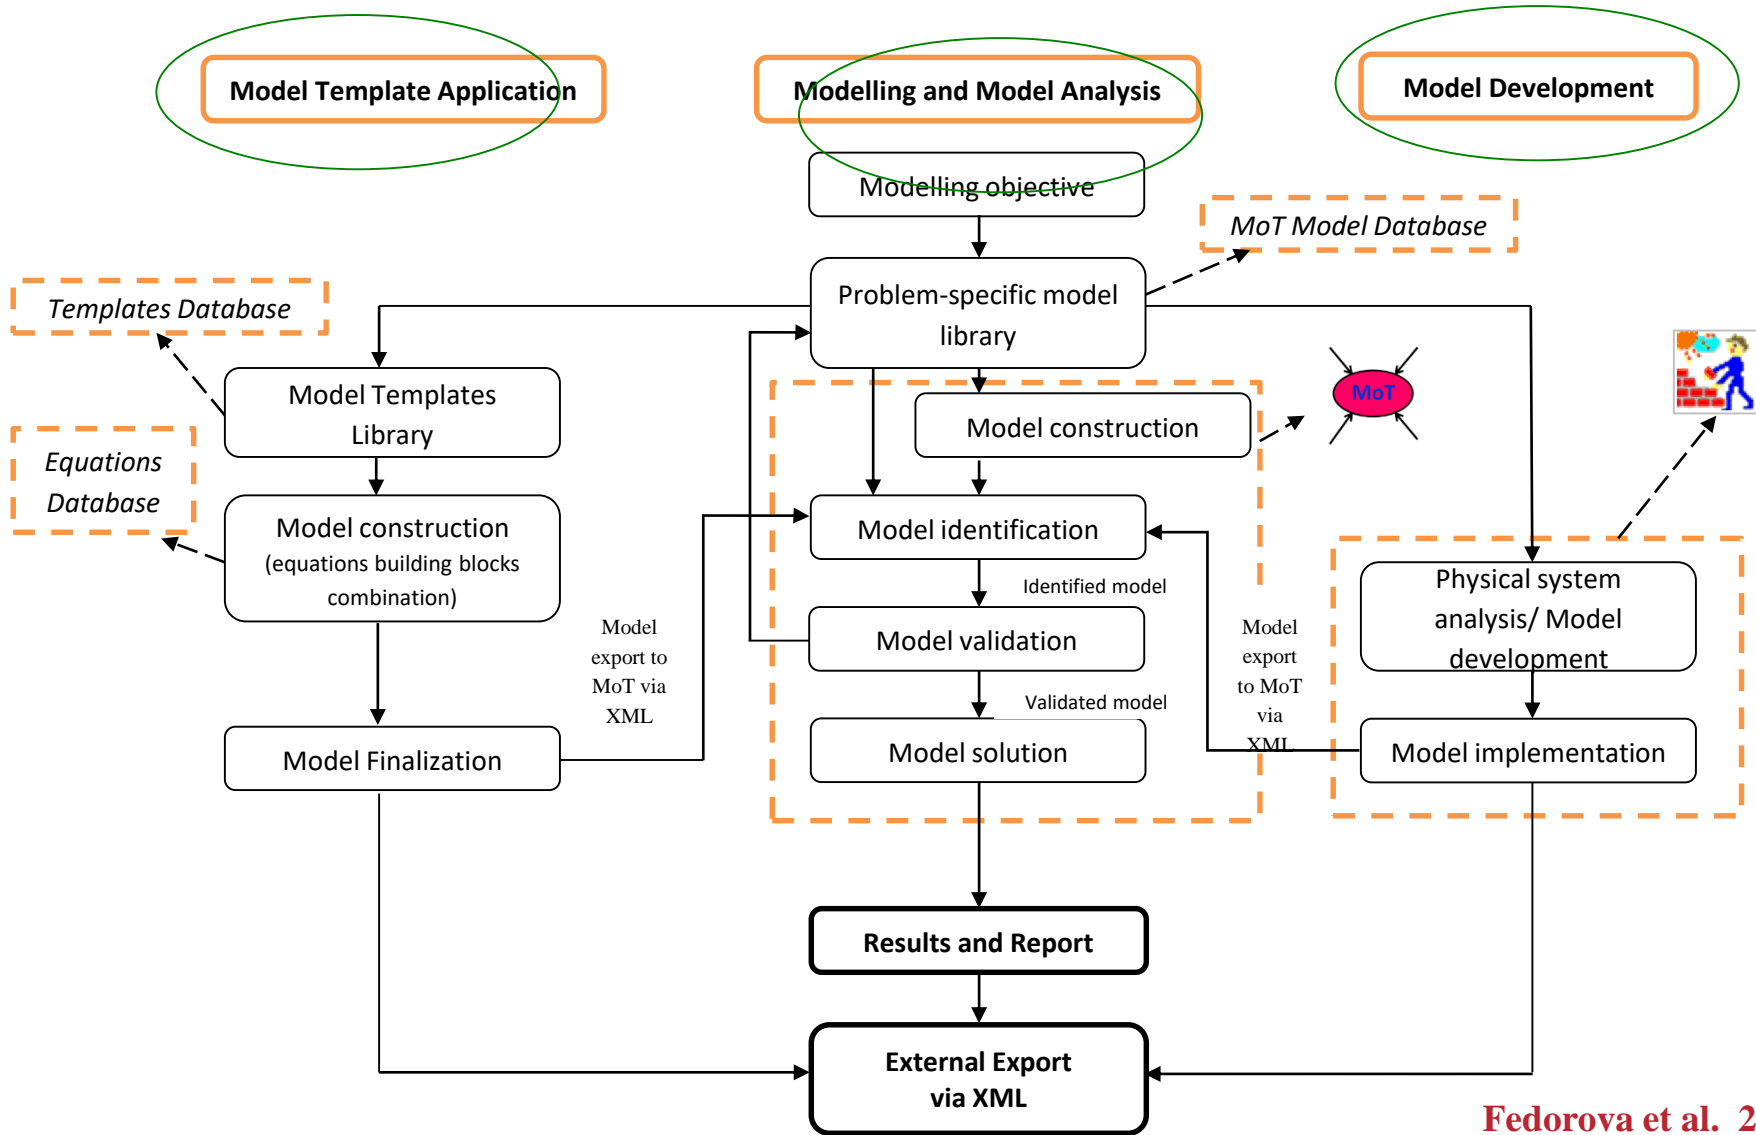 Model Template Application
Modelling and Model Analysis
Model Development
Modelling objective
MoT Model Database
Templates Database
Problem-specific model
library
Model Templates
Library
MoT
Model construction
Equations
Database
Model construction
(equations building blocks
combination)
Model identification
Identified model
Physical system
analysis/ Model
development
Model
export to
MoT via
XML
Model validation
Model
export
to MoT
via
XML
Validated model
Model Finalization
Model solution
Model implementation
Results and Report
External Export
via XML
Fedorova et al. 2